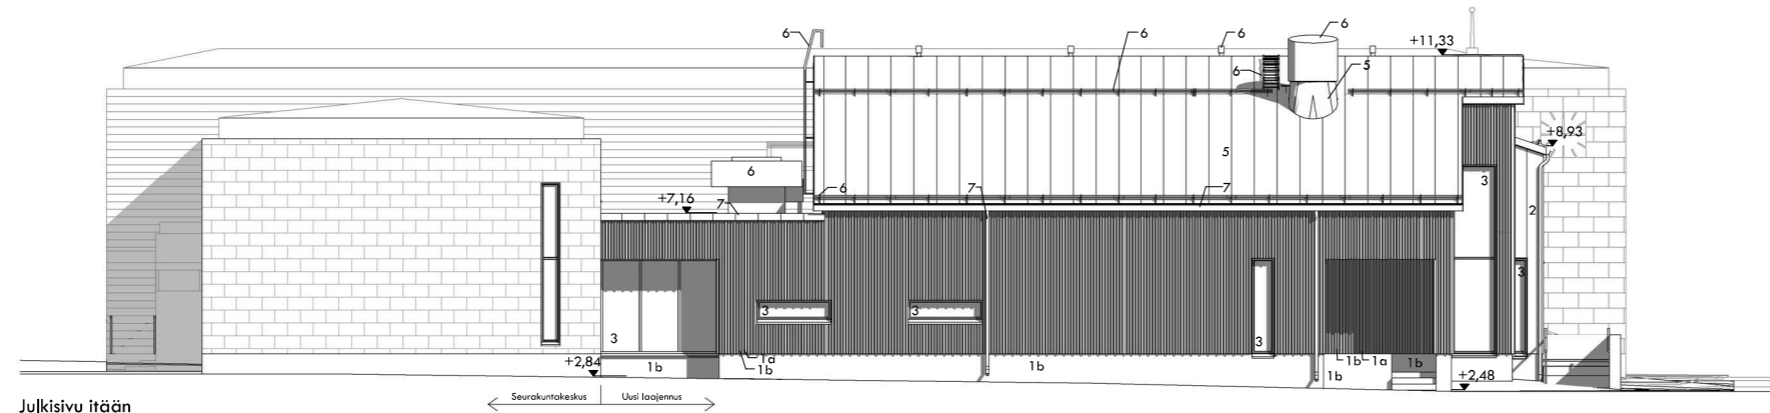 6
6
6
6
+11,33
5
6
+8,93
5
6
3
6
7
7
2
+7,16
7
3
3
3
3
3
1a
1b
1a
+2,84
1b
1b
1b
1b
1b
+2,48
Julkisivu itään
Seurakuntakeskus
Uusi laajennus